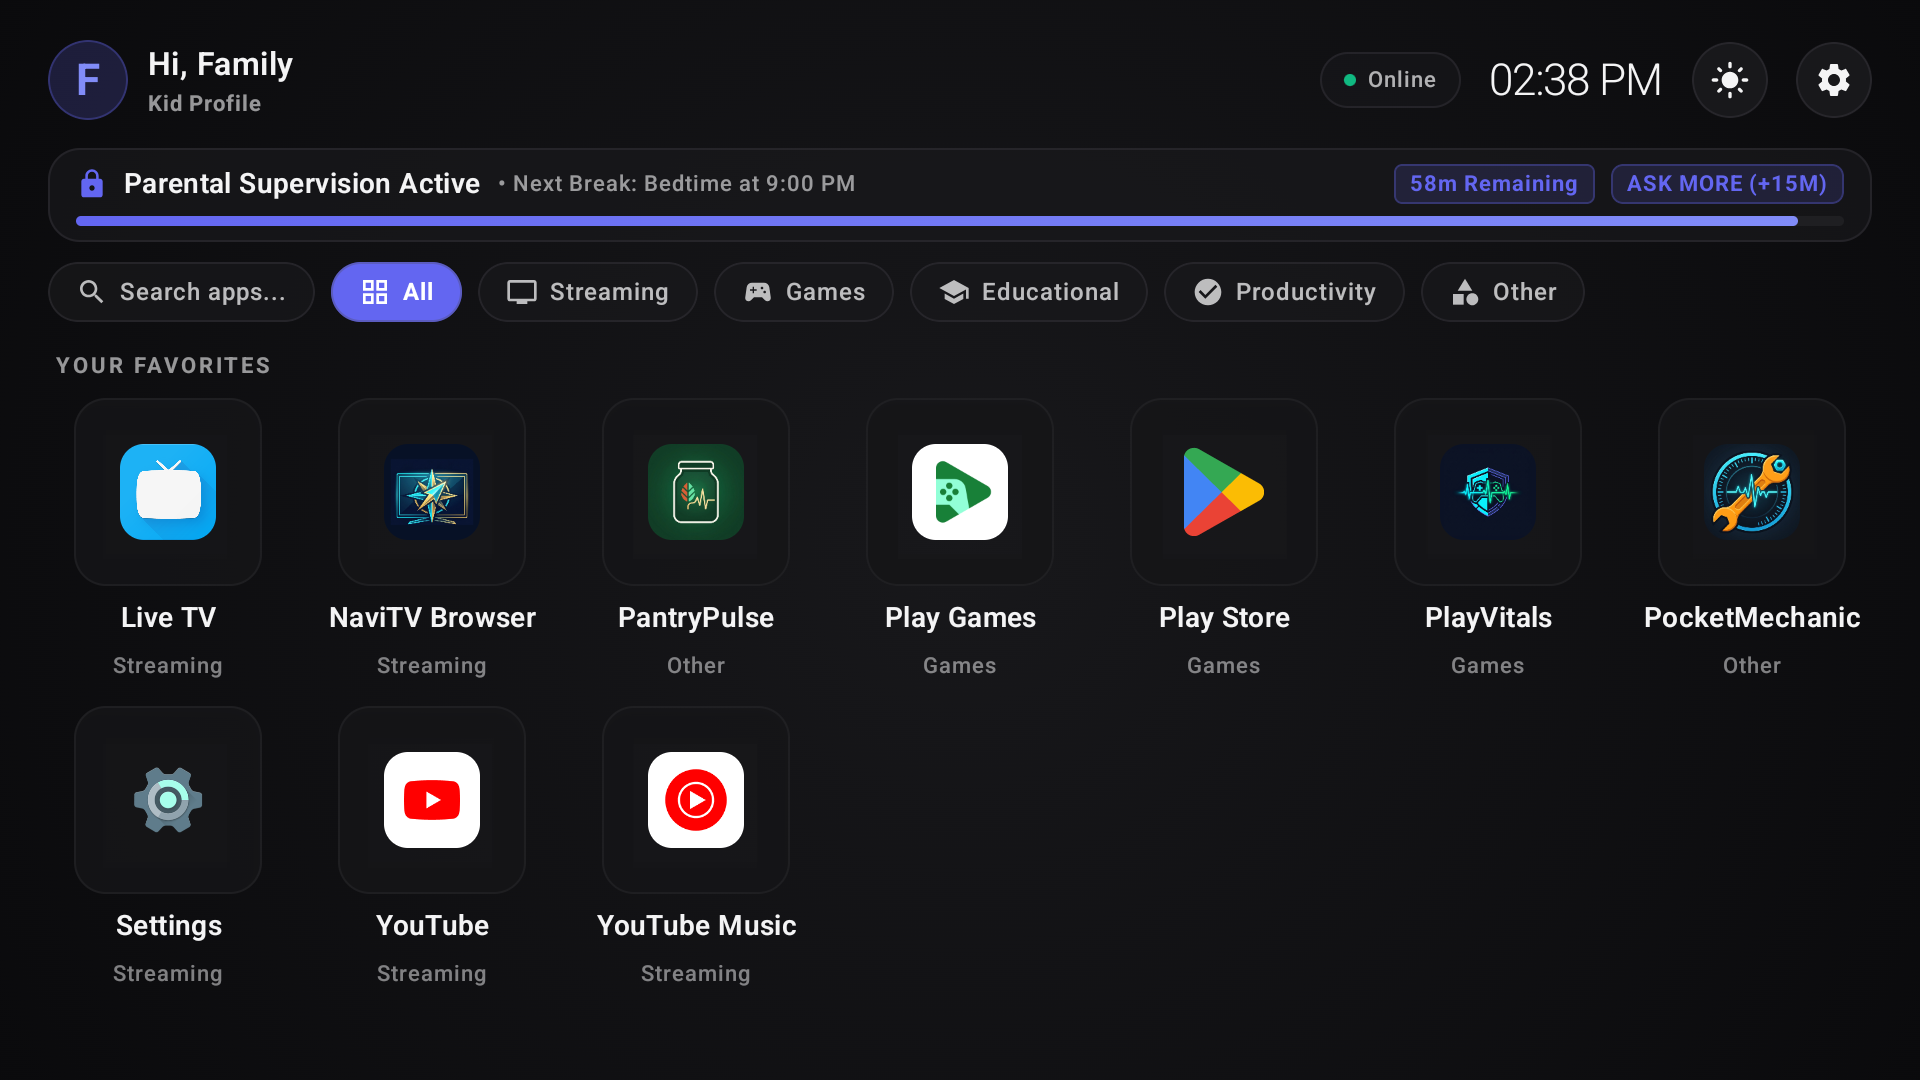 F
Hi, Family
Kid Profile
Online
02:38 PM
Parental Supervision Active • Next Break: Bedtime at 9:00 PM
58m Remaining
ASK MORE (+15M)
Search apps...
All
Streaming
Games
Educational
Productivity
Other
YOUR FAVORITES
Live TV
Streaming
NaviTV Browser
Streaming
PantryPulse
Other
Play Games
Games
Play Store
Games
PlayVitals
Games
PocketMechanic
Other
Settings
Streaming
YouTube
Streaming
YouTube Music
Streaming